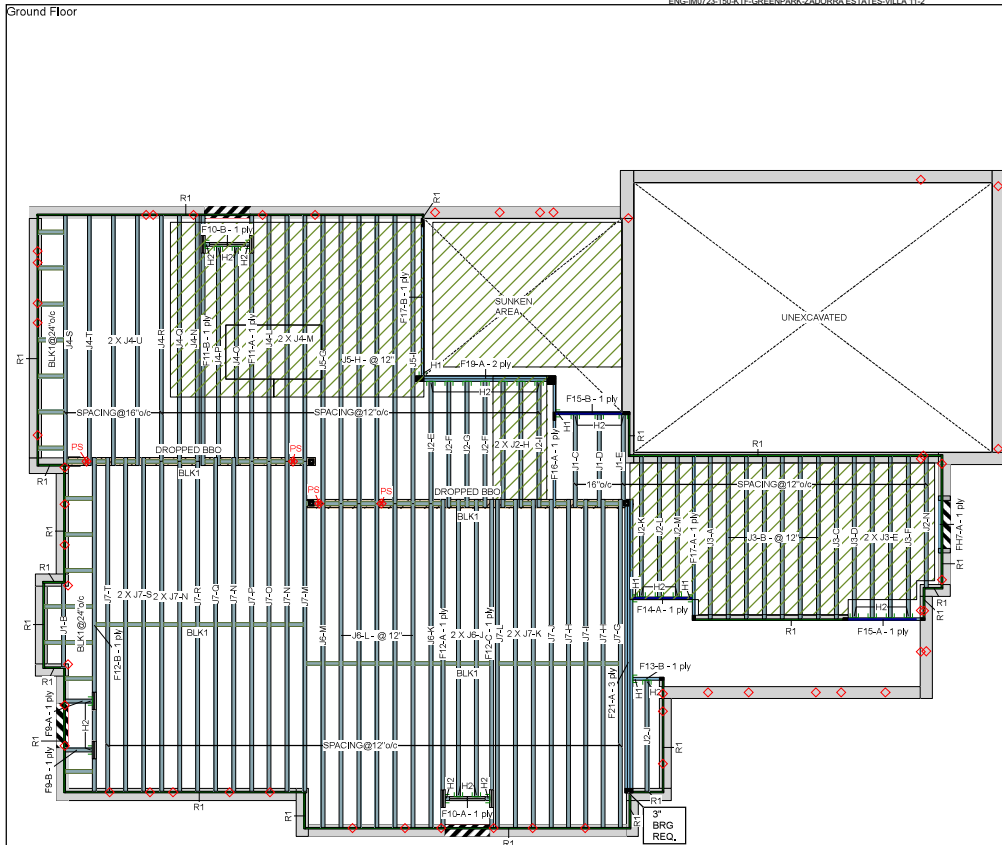 ENG-IM0723-150-KTF-GREENPARK-ZADORRA ESTATES-VILLA 11-2
Ground Floor
R1
R1
F10-B - 1 ply
H2
H2
H2
SUNKEN
AREA
UNEXCAVATED
R1
BLK1@24"o/c
J4-S
J4-T
2 X J4-U
J4-R
J4-Q
J4-N
F11-B - 1 ply
J4-P
J4-O
F11-A - 1 ply
J4-L
2 X J4-M
J5-G
J5-H - @ 12"
F17-B - 1 ply
J5-I
H1
F19-A - 2 ply
H2
SPACING@16"o/c
SPACING@12"o/c
J2-E
J2-F
J2-G
J2-F
2 X J2-H
J2-I
F16-A - 1 ply
F15-B - 1 ply
H1
H2
J1-C
J1-D
J1-E
R1
PS
DROPPED BBO
PS
BLK1
R1
R1
PS
PS
DROPPED BBO
BLK1
16"o/c
SPACING@12"o/c
R1
J2-K
J2-L
J2-M
F17-A - 1 ply
J3-A
J3-B - @ 12"
J3-C
J3-D
2 X J3-E
J3-F
J2-N
FH7-A - 1 ply
R1
R1
R1
H1
H2
H1
F14-A - 1 ply
R1
H2
F15-A - 1 ply
R1
R1
R1
J1-B
BLK1@24"o/c
F12-B - 1 ply
J7-T
2 X J7-S
2 X J7-N
J7-R
J7-Q
J7-N
J7-P
J7-O
J7-N
J7-M
BLK1
J6-M
J6-L - @ 12"
J6-K
F12-A - 1 ply
2 X J6-J
F12-C - 1 ply
J7-L
2 X J7-K
J7-J
J7-H
J7-I
J7-H
J7-G
BLK1
F21-A - 3 ply
F13-B - 1 ply
H1
H2
J2-J
R1
R1
F9-A - 1 ply
H2
R1
F9-B - 1 ply
SPACING@12"o/c
H2
H2
H2
F10-A - 1 ply
R1
R1
R1
R1
R1
3"
BRG
REQ.